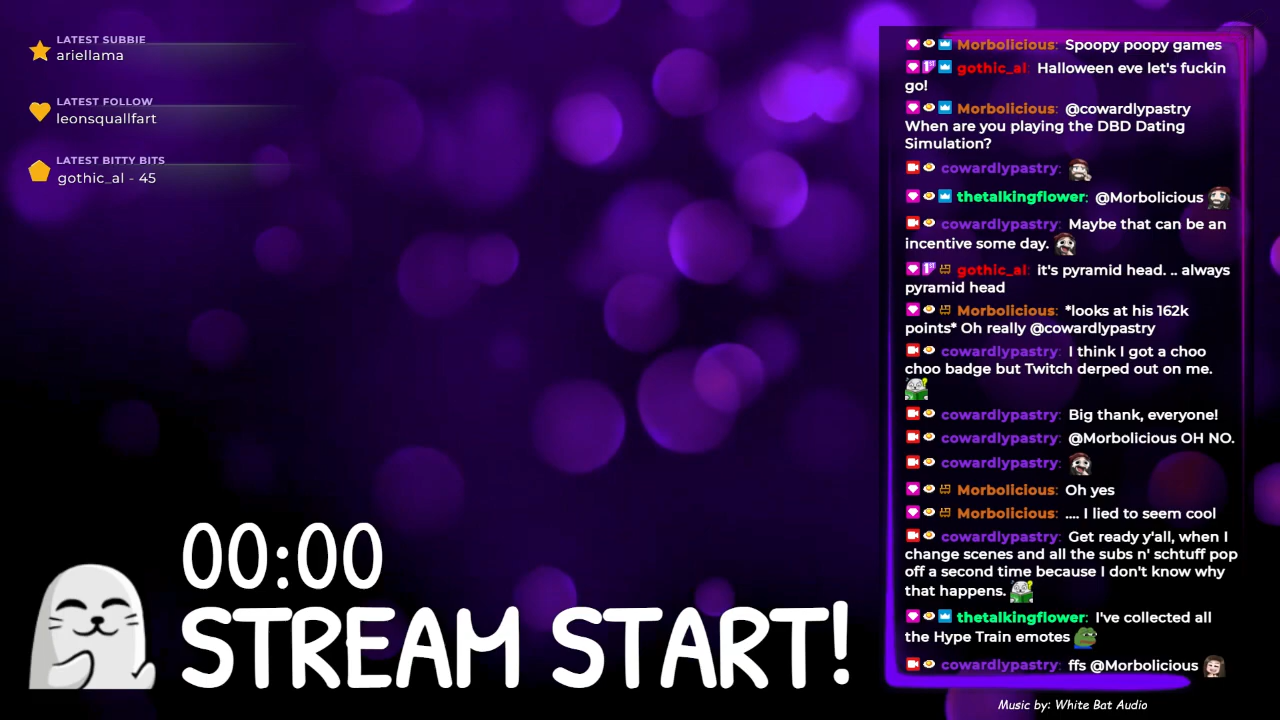 LATEST SUBBIE
ariellama
LATEST FOLLOW
leonsquallfart
LATEST BITTY BITS
gothic_al - 45
00:00
STREAM START!
Morbolicious: Spoopy poopy games
gothic_al: Halloween eve let's fuckin
go!
Morbolicious: @cowardlypastry
When are you playing the DBD Dating
Simulation?
cowardlypastry:
thetalkingflower: @Morbolicious
cowardlypastry: Maybe that can be an
incentive some day.
gothic_al: it's pyramid head. .. always
pyramid head
Morbolicious: *looks at his 162k
points* Oh really @cowardlypastry
cowardlypastry: I think I got a choo
choo badge but Twitch derped out on me.
cowardlypastry: Big thank, everyone!
cowardlypastry: @Morbolicious OH NO.
cowardlypastry:
Morbolicious: Oh yes
Morbolicious: .... I lied to seem cool
cowardlypastry: Get ready y'all, when I
change scenes and all the subs n' schtuff pop
off a second time because I don't know why
that happens.
thetalkingflower: I've collected all
the Hype Train emotes
cowardlypastry: ffs @Morbolicious
Music by: White Bat Audio